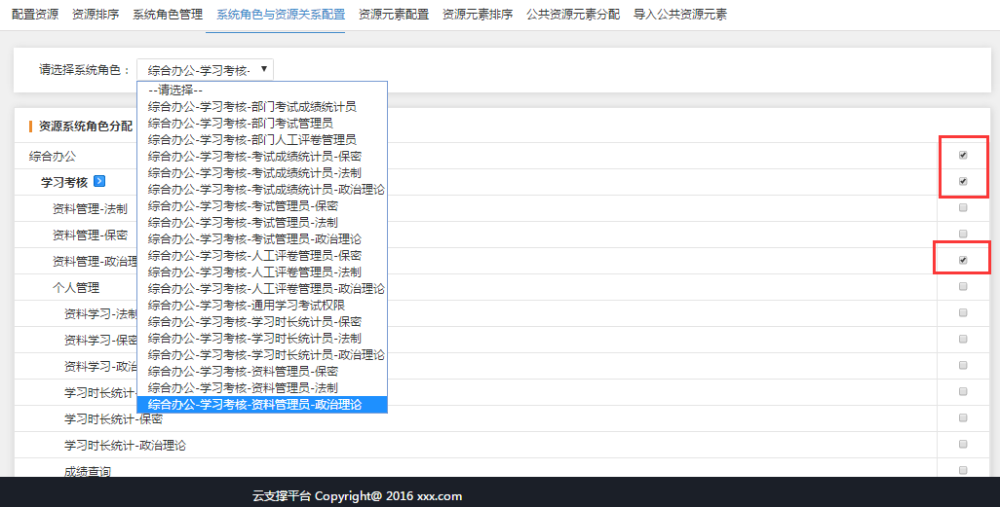 配置资源 资源排序 系统角色管理 系统角色与资源关系配置 资源元素配置 资源元素排序 公共资源元素分配 导入公共资源元素
请选择系统角色： 综合办公-学习考核-
--请选择--
综合办公-学习考核-部门考试成绩统计员
综合办公-学习考核-部门考试管理员
综合办公-学习考核-部门人工评卷管理员
综合办公-学习考核-考试成绩统计员-保密
综合办公-学习考核-考试成绩统计员-法制
综合办公-学习考核-考试成绩统计员-政治理论
综合办公-学习考核-考试管理员-保密
综合办公-学习考核-考试管理员-法制
综合办公-学习考核-考试管理员-政治理论
综合办公-学习考核-人工评卷管理员-保密
综合办公-学习考核-人工评卷管理员-法制
综合办公-学习考核-人工评卷管理员-政治理论
综合办公-学习考核-通用学习考试权限
综合办公-学习考核-学习时长统计员-保密
综合办公-学习考核-学习时长统计员-法制
综合办公-学习考核-学习时长统计员-政治理论
综合办公-学习考核-资料管理员-保密
综合办公-学习考核-资料管理员-法制
综合办公-学习考核-资料管理员-政治理论
资源系统角色分配
综合办公
学习考核
资料管理-法制
资料管理-保密
资料管理-政治理
个人管理
资料学习-法制
资料学习-保密
资料学习-政治
学习时长统计-
学习时长统计-保密
学习时长统计-政治理论
成绩查询
云支撑平台 Copyright@ 2016 xxx.com